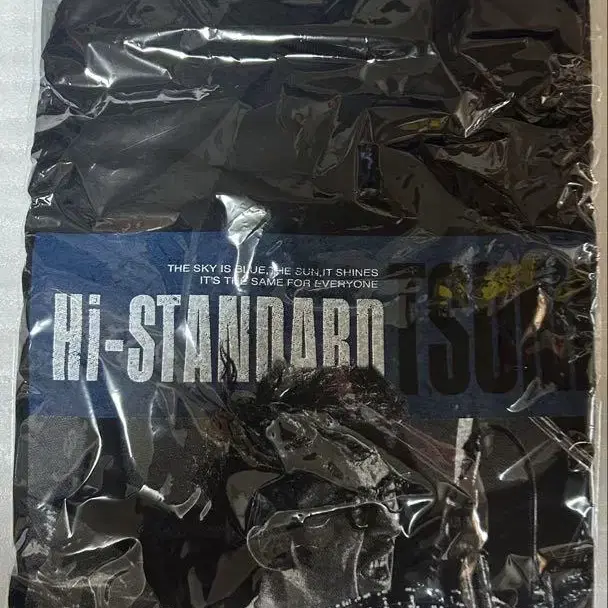 THE SKY IS BLUE, THE SUN, IT SHINES
IT'S THE SAME FOR EVERYONE
Hi-STANDARD